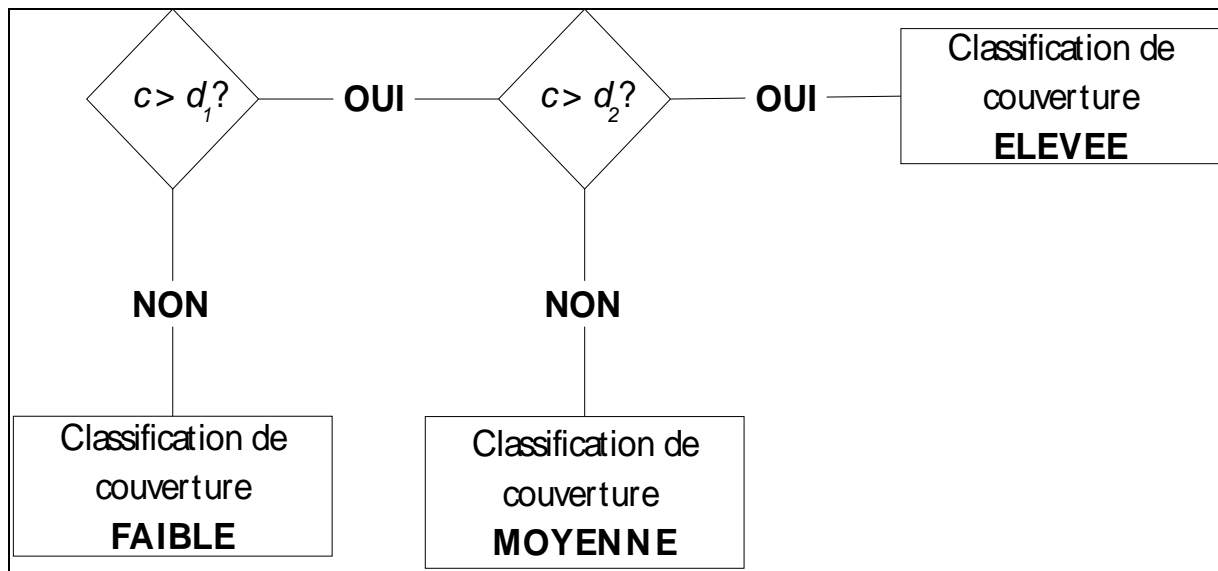 c > d₁?
OUI
c > d₂?
OUI
Classification de
couverture
ELEVEE
NON
NON
Classification de
couverture
FAIBLE
Classification de
couverture
MOYENNE